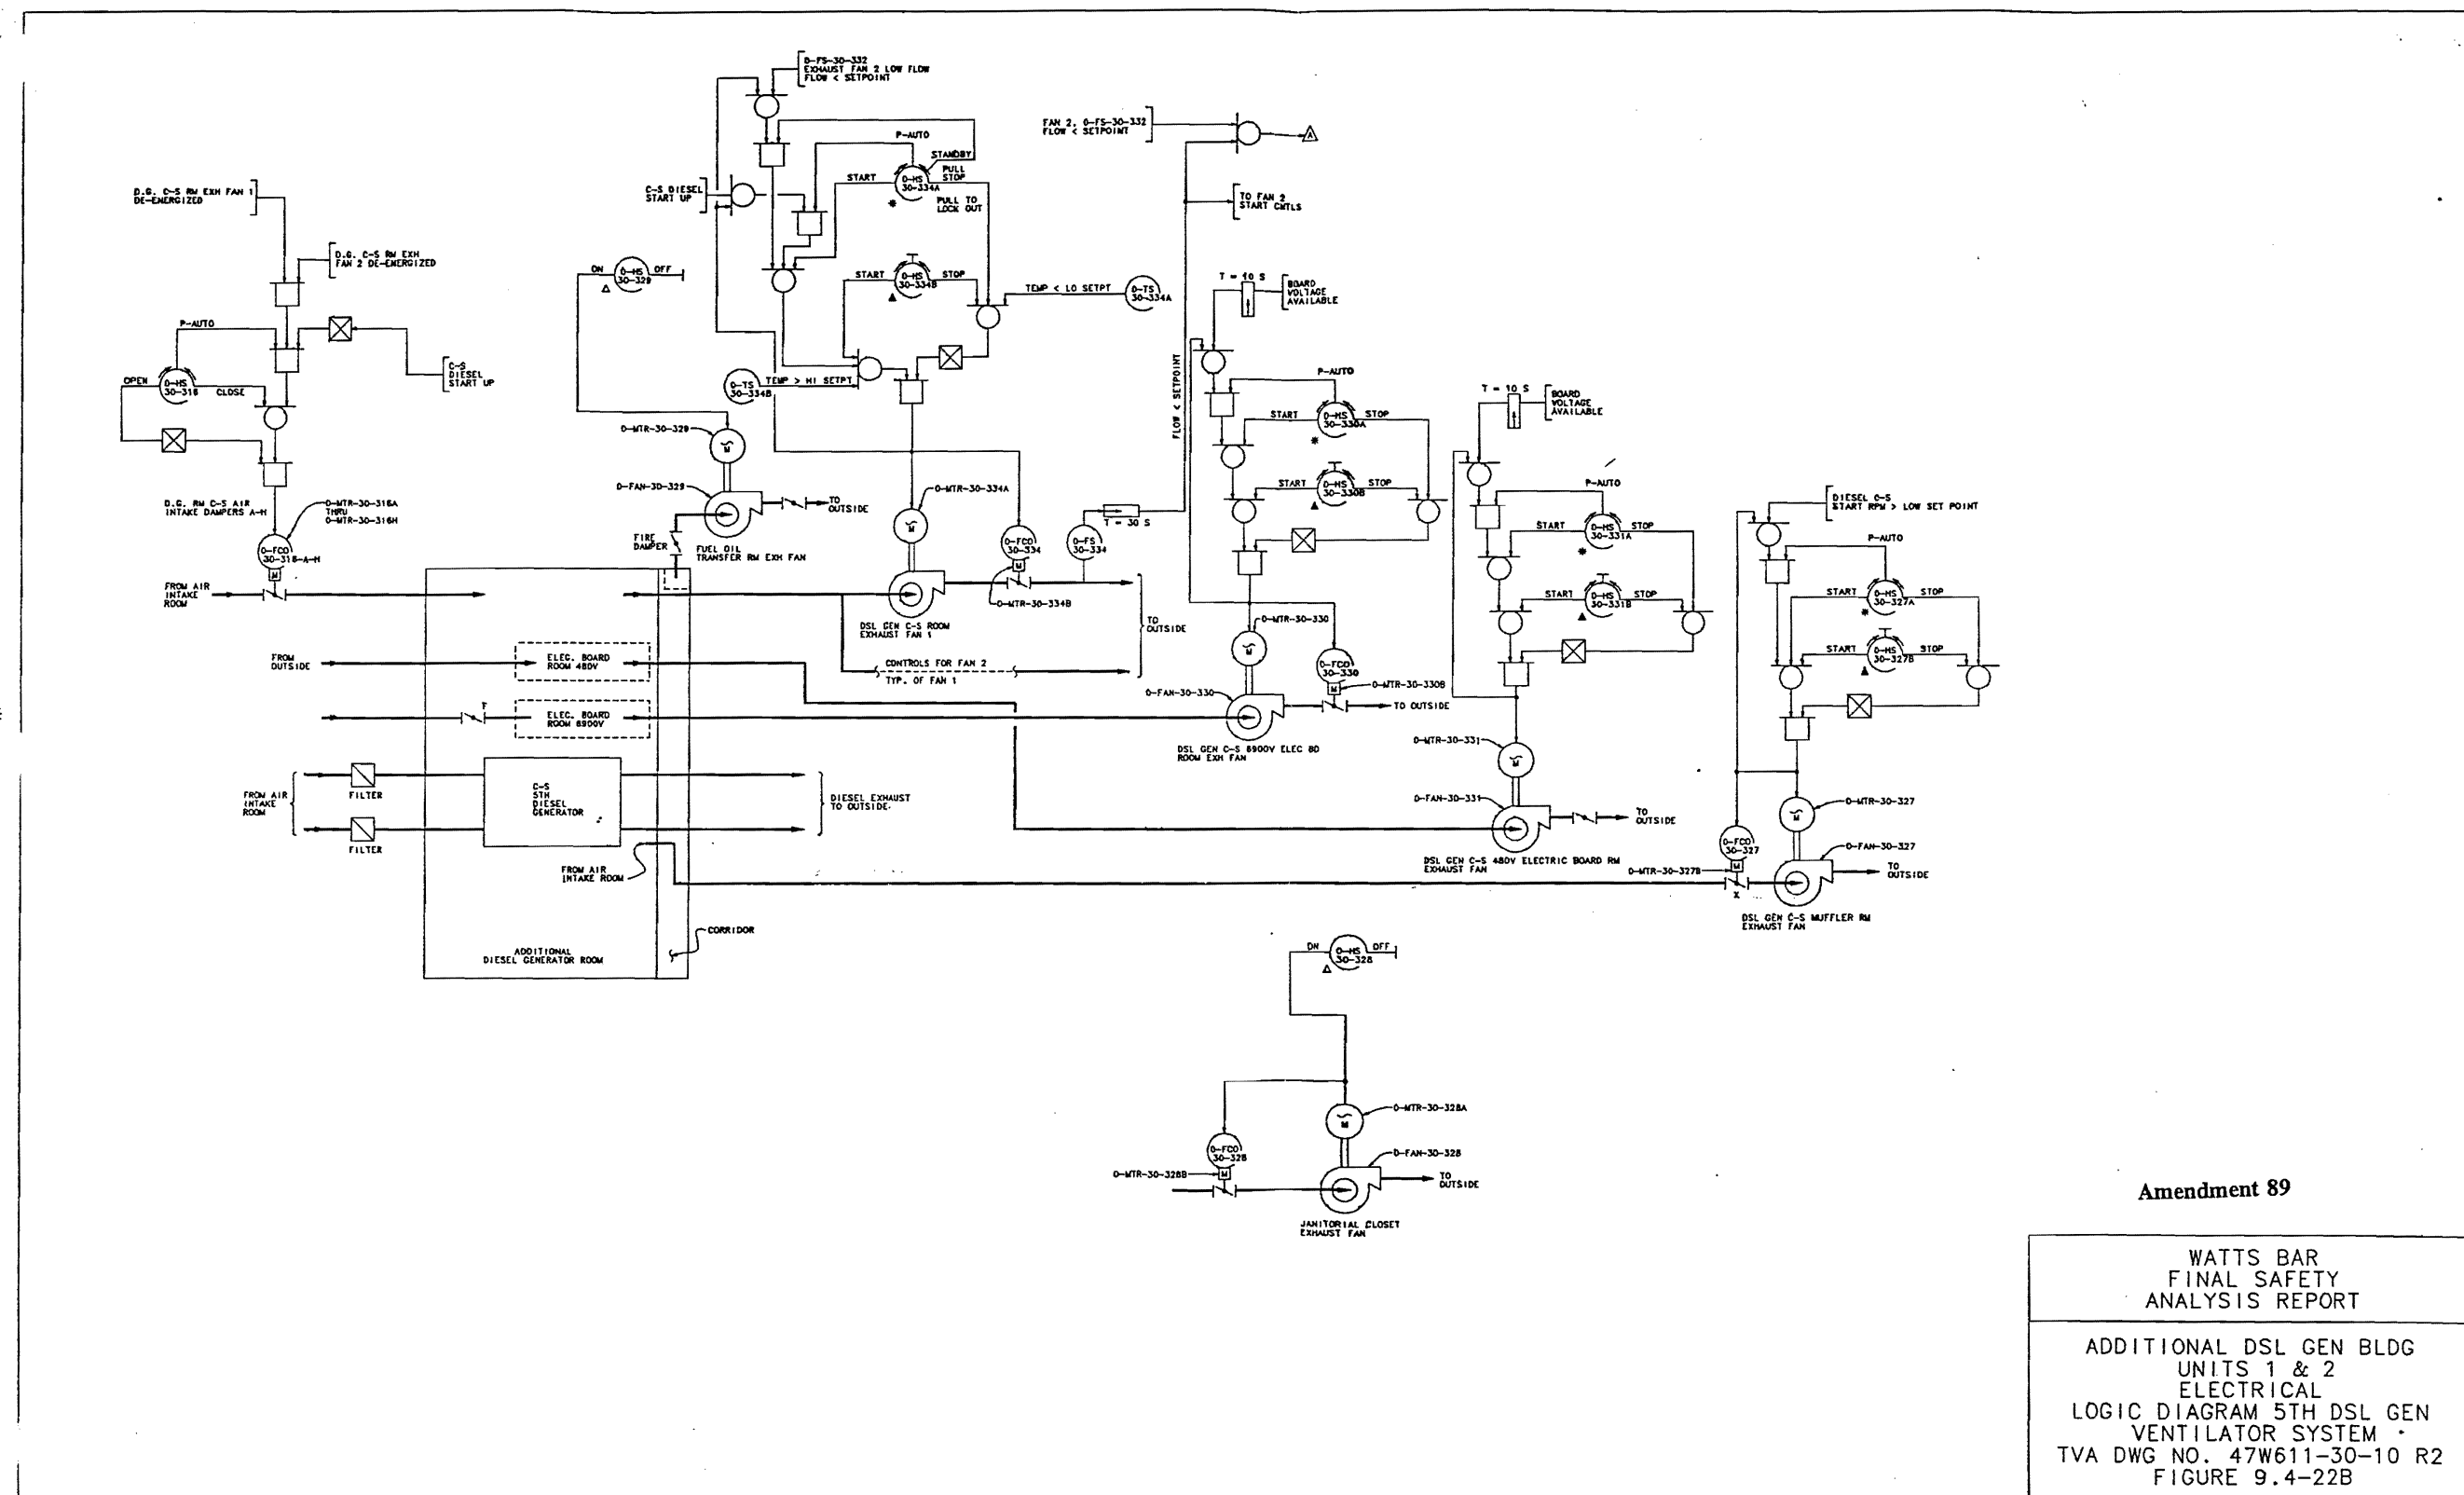 0-FS-30-332
EXHAUST FAN 2 LOW FLOW
FLOW < SETPOINT
FAN 2, 0-FS-30-332
FLOW < SETPOINT
A
P-AUTO
STANDBY
START
0-HS
30-334A
PULL
STOP
PULL TO
LOCK OUT
*
C-S DIESEL
START UP
TO FAN 2
START CNTLS
D.G. C-S RM EXH FAN 1
DE-ENERGIZED
D.G. C-S RM EXH
FAN 2 DE-ENERGIZED
ON
0-HS
30-329
OFF
START
0-HS
30-334B
STOP
TEMP < LO SETPT
0-TS
30-334A
T = 10 S
BOARD
VOLTAGE
AVAILABLE
P-AUTO
C-S
DIESEL
START UP
OPEN
0-HS
30-316
CLOSE
0-TS
30-334B
TEMP > HI SETPT
FLOW < SETPOINT
P-AUTO
START
0-HS
30-330A
STOP
*
T = 10 S
BOARD
VOLTAGE
AVAILABLE
START
0-HS
30-330B
STOP
P-AUTO
START
0-HS
30-331A
STOP
*
START
0-HS
30-331B
STOP
DIESEL C-S
START RPM > LOW SET POINT
P-AUTO
START
0-HS
30-327A
STOP
*
START
0-HS
30-327B
STOP
0-MTR-30-329
M
0-FAN-30-329
TO
OUTSIDE
FIRE
DAMPER
FUEL OIL
TRANSFER RM EXH FAN
D.G. RM C-S AIR
INTAKE DAMPERS A-H
0-MTR-30-316A
THRU
0-MTR-30-316H
0-FCO
30-316-A-H
M
FROM AIR
INTAKE
ROOM
0-MTR-30-334A
M
0-FCO
30-334
M
0-FS
30-334
T = 30 S
0-MTR-30-334B
DSL GEN C-S ROOM
EXHAUST FAN 1
TO
OUTSIDE
CONTROLS FOR FAN 2
TYP. OF FAN 1
FROM
OUTSIDE
ELEC. BOARD
ROOM 480V
T
ELEC. BOARD
ROOM 6900V
0-MTR-30-330
M
0-FCO
30-330
M
0-MTR-30-330B
0-FAN-30-330
TO OUTSIDE
DSL GEN C-S 6900V ELEC BD
ROOM EXH FAN
0-MTR-30-331
M
0-FAN-30-331
TO
OUTSIDE
DSL GEN C-S 480V ELECTRIC BOARD RM
EXHAUST FAN
FROM AIR
INTAKE
ROOM
FILTER
FILTER
C-S
5TH
DIESEL
GENERATOR
DIESEL EXHAUST
TO OUTSIDE.
FROM AIR
INTAKE ROOM
0-MTR-30-327
M
0-FCO
30-327
M
0-MTR-30-327B
0-FAN-30-327
TO
OUTSIDE
X
DSL GEN C-S MUFFLER RM
EXHAUST FAN
CORRIDOR
ADDITIONAL
DIESEL GENERATOR ROOM
ON
0-HS
30-328
OFF
0-MTR-30-328A
M
0-FCO
30-328
M
0-MTR-30-328B
0-FAN-30-328
TO
OUTSIDE
JANITORIAL CLOSET
EXHAUST FAN
Amendment 89
WATTS BAR
FINAL SAFETY
ANALYSIS REPORT
ADDITIONAL DSL GEN BLDG
UNITS 1 & 2
ELECTRICAL
LOGIC DIAGRAM 5TH DSL GEN
VENTILATOR SYSTEM
TVA DWG NO. 47W611-30-10 R2
FIGURE 9.4-22B